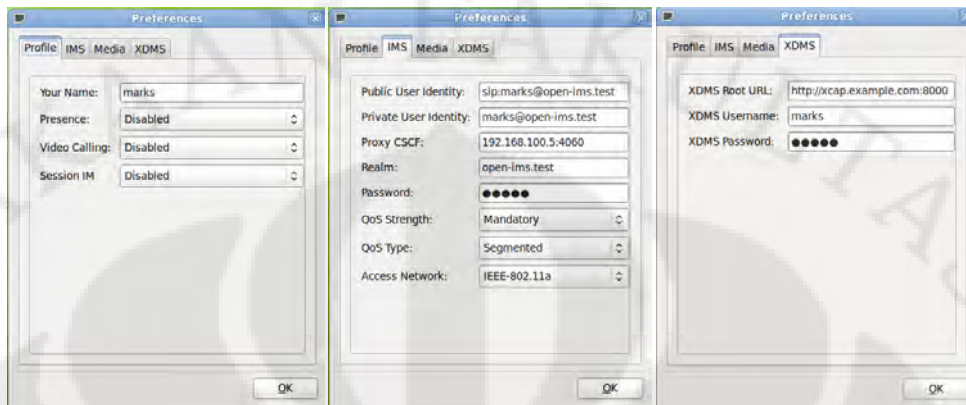 Preferences
Profile IMS Media XDMS
Your Name: marks
Presence: Disabled
Video Calling: Disabled
Session IM Disabled
OK
Preferences
Profile IMS Media XDMS
Public User Identity: sip:marks@open-ims.test
Private User Identity: marks@open-ims.test
Proxy CSCF: 192.168.100.5:4060
Realm: open-ims.test
Password: ●●●●●
QoS Strength: Mandatory
QoS Type: Segmented
Access Network: IEEE-802.11a
OK
Preferences
Profile IMS Media XDMS
XDMS Root URL: http://xcap.example.com:8000
XDMS Username: marks
XDMS Password: ●●●●●
OK